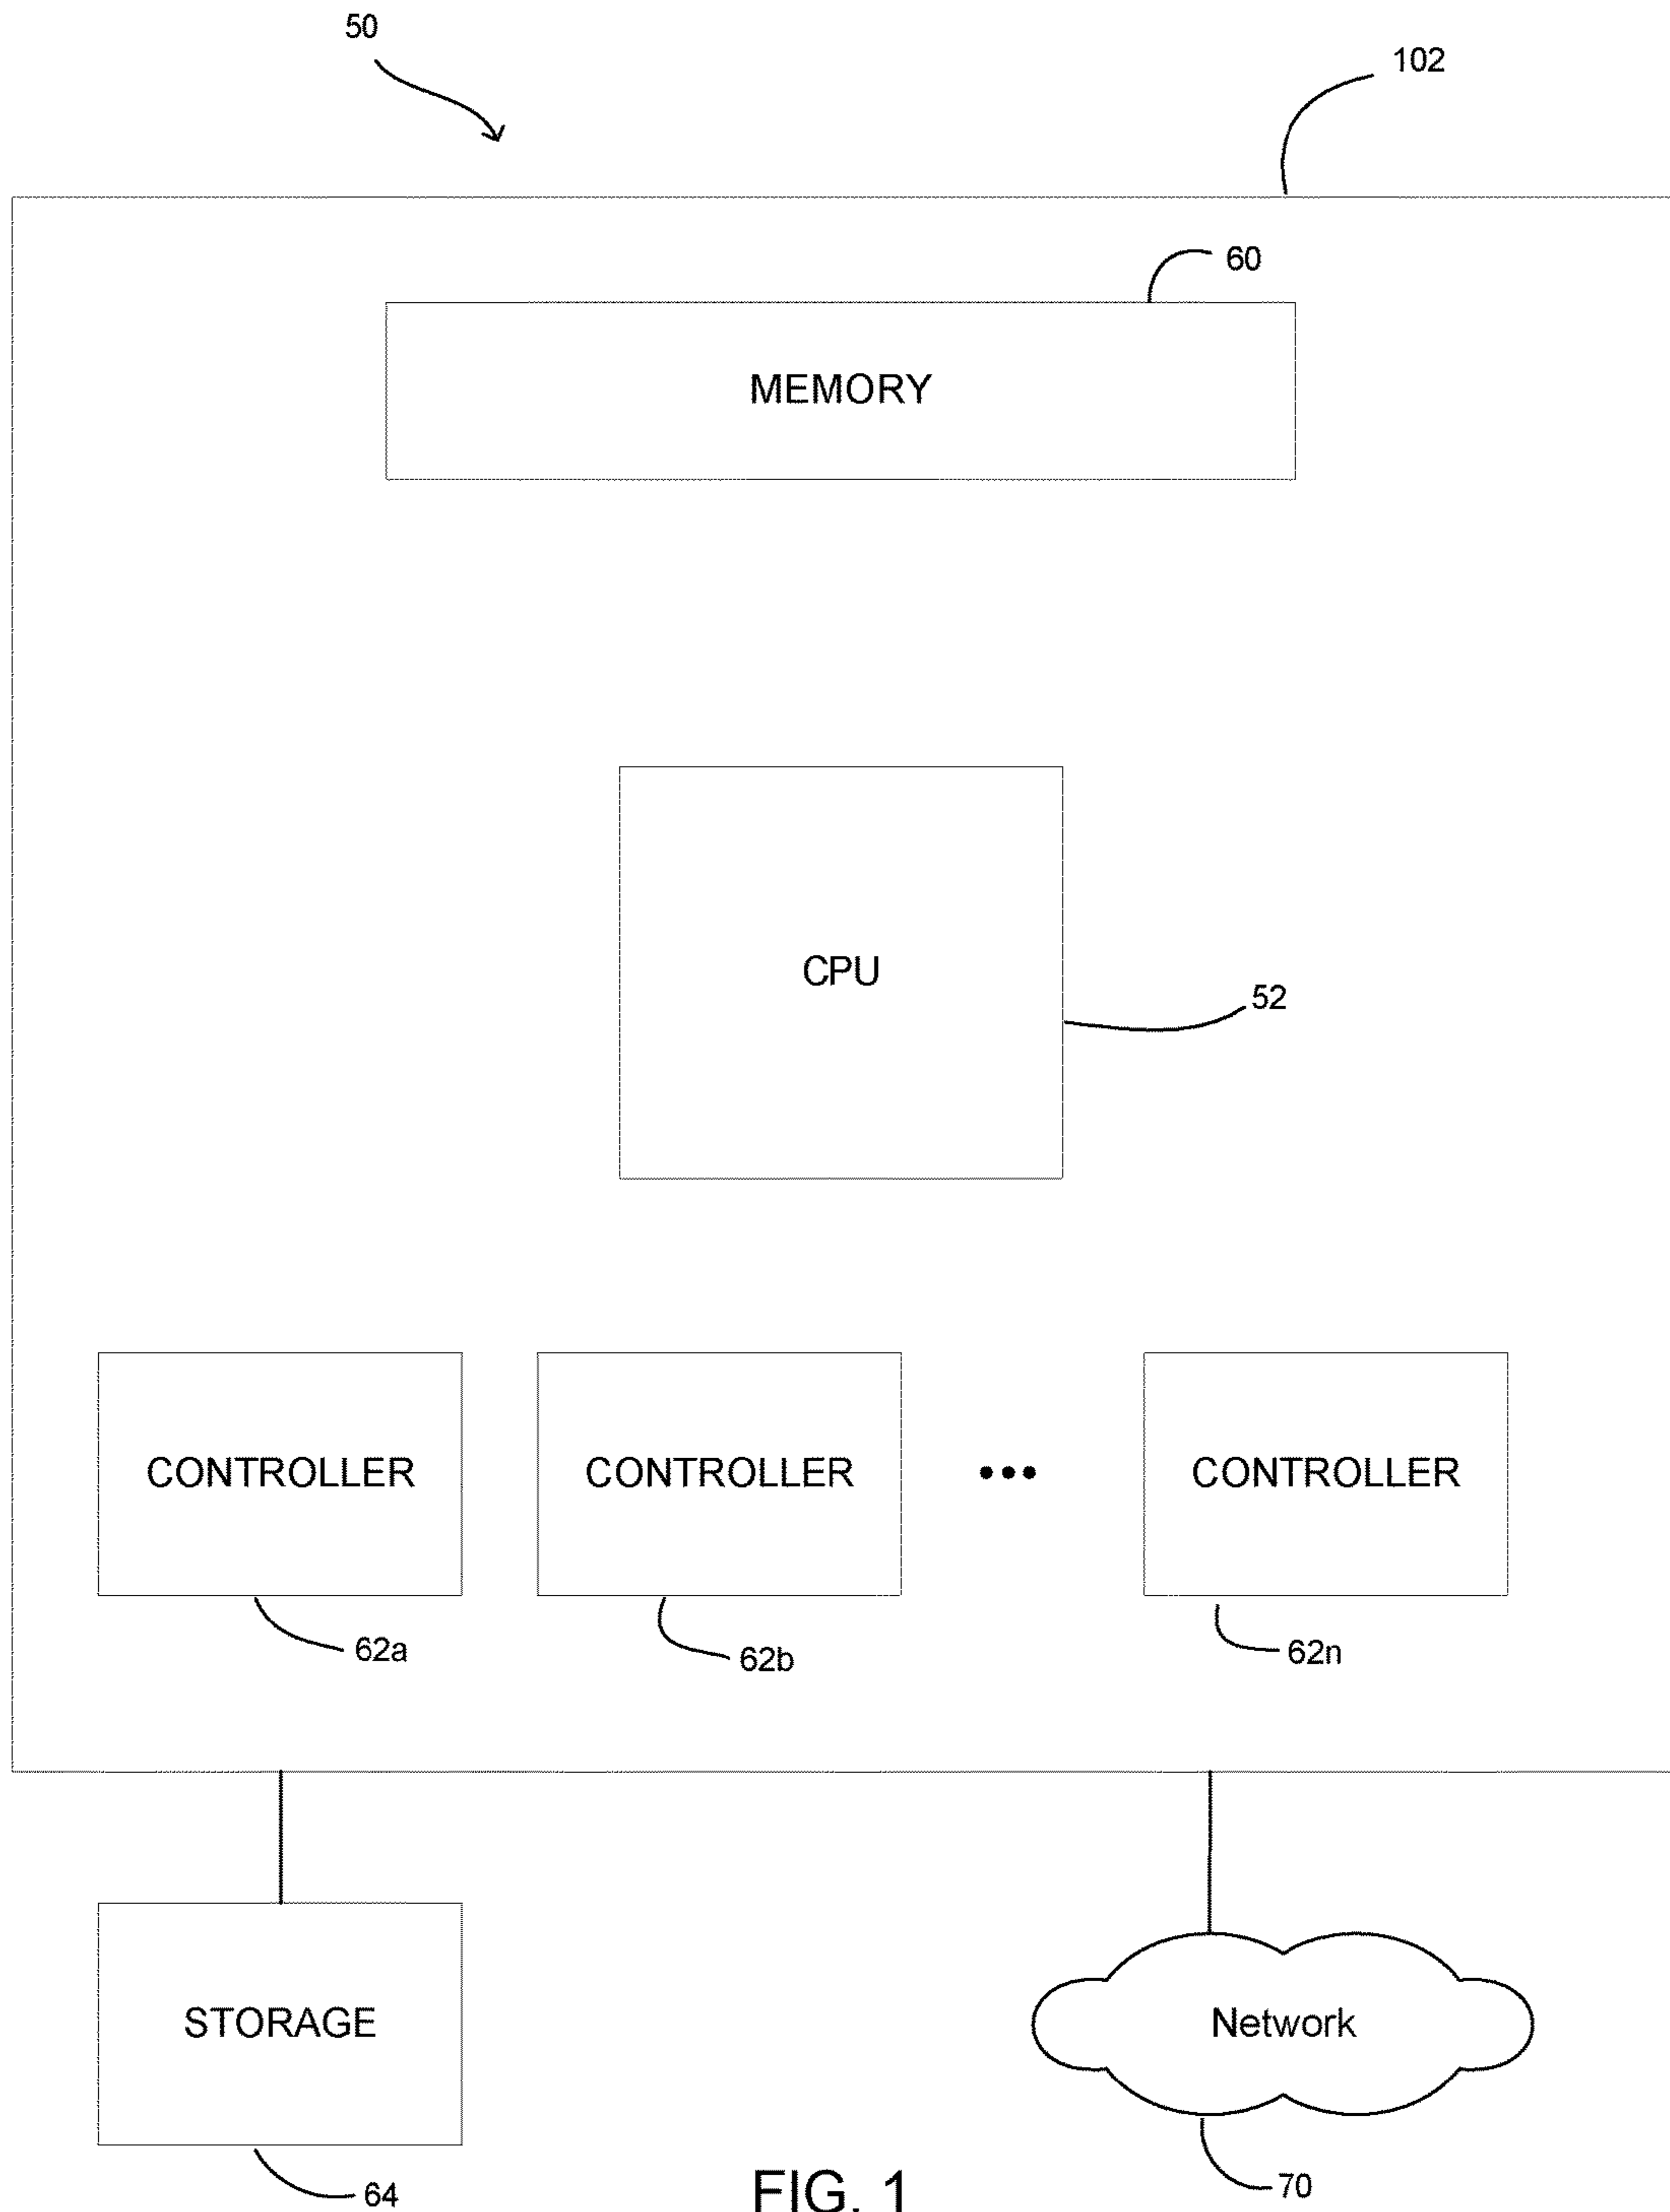 50
102
60
MEMORY
CPU
52
CONTROLLER
CONTROLLER
•••
CONTROLLER
62a
62b
62n
STORAGE
Network
64
FIG. 1
70